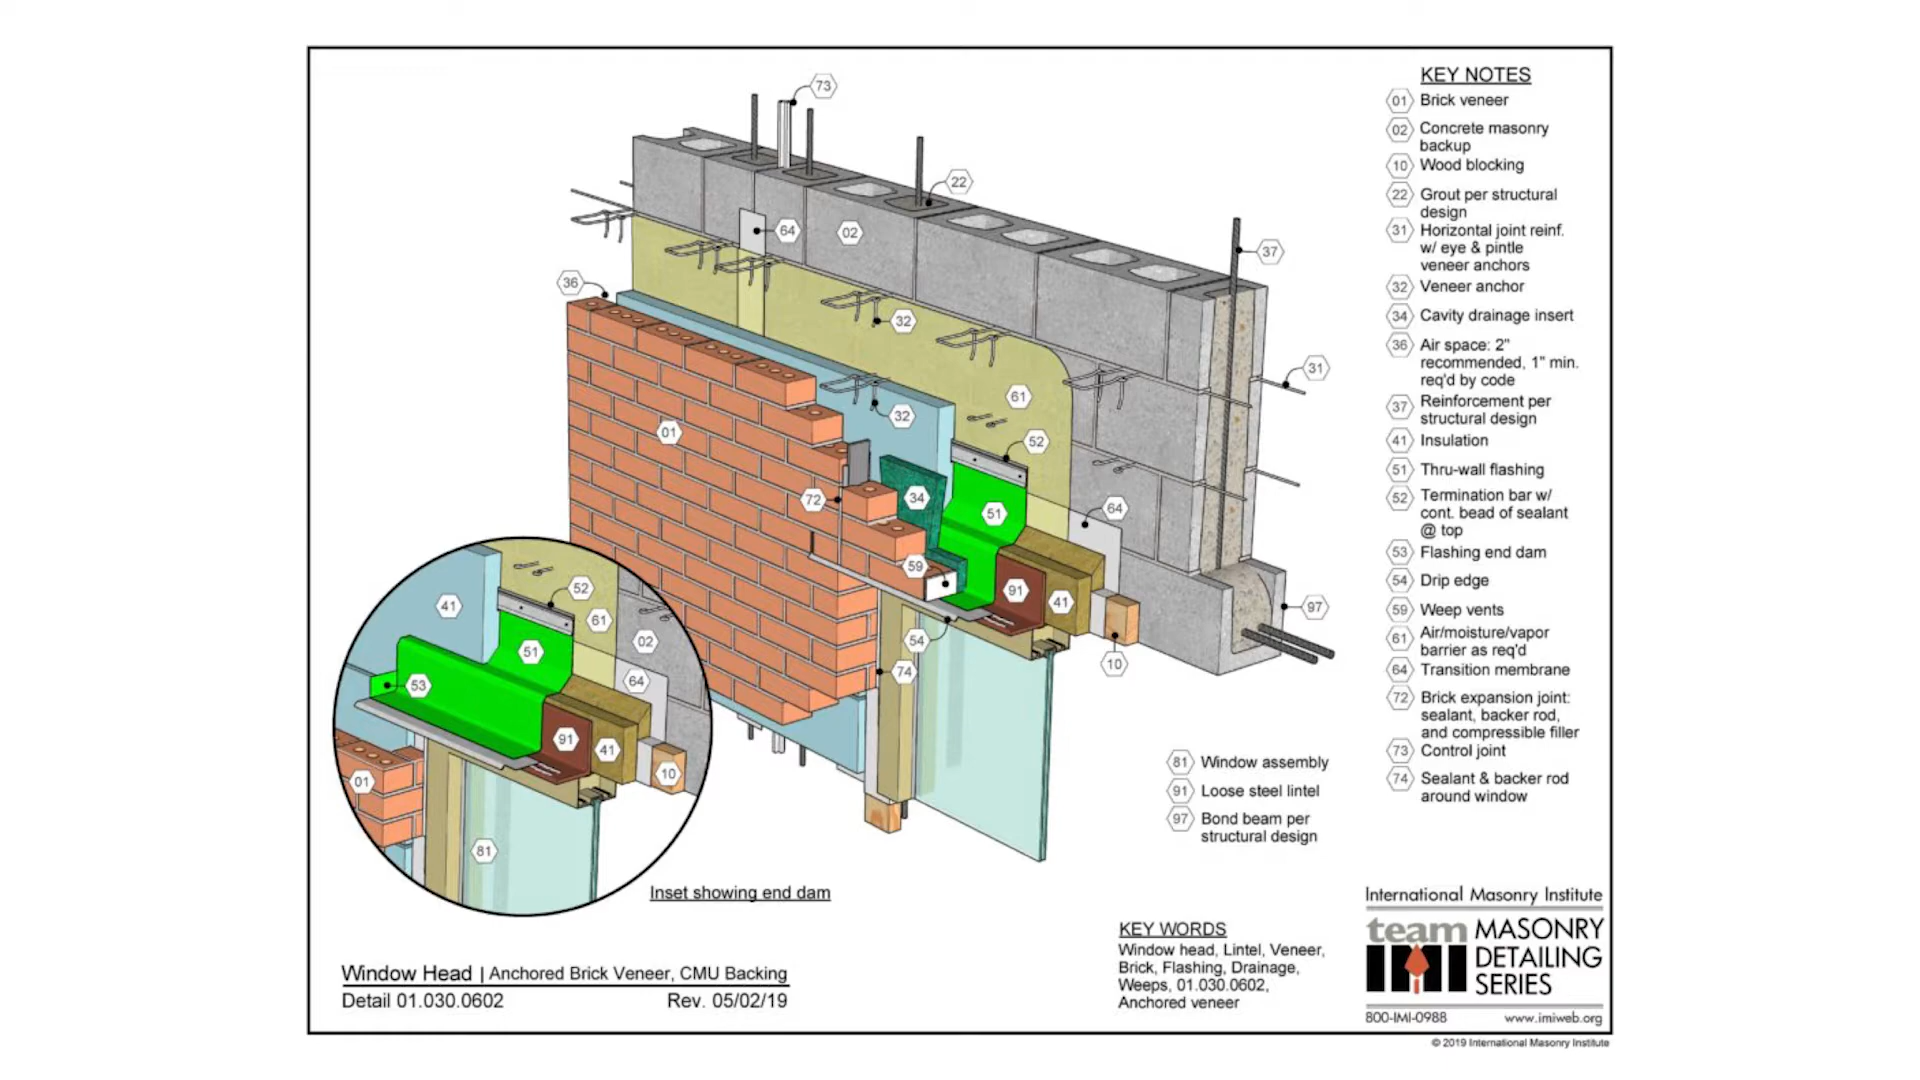 73
22
64
02
37
36
32
31
61
32
01
52
72
34
51
64
59
91
41
97
54
10
74
52
41
61
02
51
64
53
91
41
10
01
81
Inset showing end dam
Window Head | Anchored Brick Veneer, CMU Backing
Detail 01.030.0602 Rev. 05/02/19
KEY NOTES
01 Brick veneer
02 Concrete masonry
backup
10 Wood blocking
22 Grout per structural
design
31 Horizontal joint reinf.
w/ eye & pintle
veneer anchors
32 Veneer anchor
34 Cavity drainage insert
36 Air space: 2"
recommended, 1" min.
req'd by code
37 Reinforcement per
structural design
41 Insulation
51 Thru-wall flashing
52 Termination bar w/
cont. bead of sealant
@ top
53 Flashing end dam
54 Drip edge
59 Weep vents
61 Air/moisture/vapor
barrier as req'd
64 Transition membrane
72 Brick expansion joint:
sealant, backer rod,
and compressible filler
73 Control joint
74 Sealant & backer rod
around window
81 Window assembly
91 Loose steel lintel
97 Bond beam per
structural design
KEY WORDS
Window head, Lintel, Veneer,
Brick, Flashing, Drainage,
Weeps, 01.030.0602,
Anchored veneer
International Masonry Institute
team IMI
MASONRY
DETAILING
SERIES
800-IMI-0988 www.imiweb.org
© 2019 International Masonry Institute